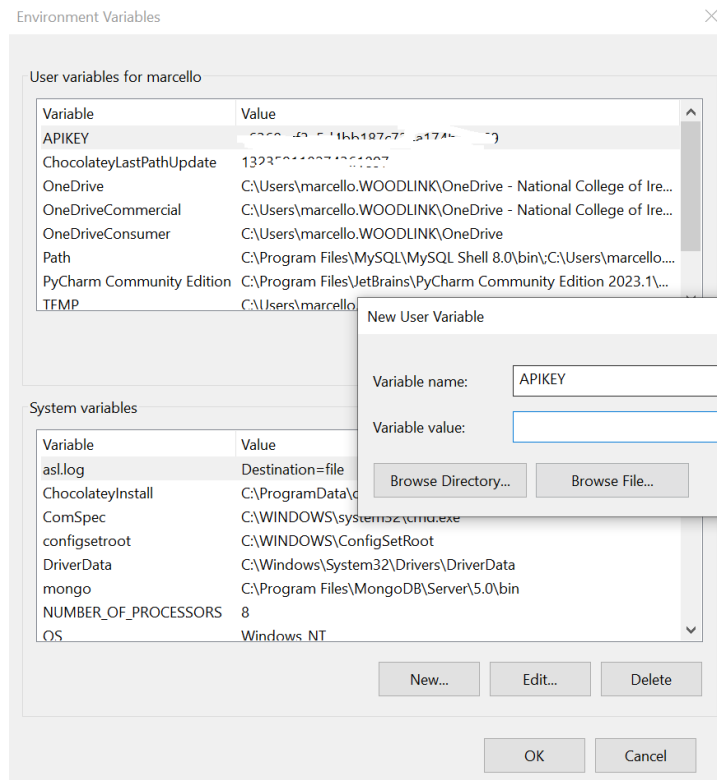 Environment Variables
User variables for marcello
Variable Value
APIKEY
ChocolateyLastPathUpdate
OneDrive C:\Users\marcello.WOODLINK\OneDrive - National College of Ire...
OneDriveCommercial C:\Users\marcello.WOODLINK\OneDrive - National College of Ire...
OneDriveConsumer C:\Users\marcello.WOODLINK\OneDrive
Path C:\Program Files\MySQL\MySQL Shell 8.0\bin\;C:\Users\marcello....
PyCharm Community Edition C:\Program Files\JetBrains\PyCharm Community Edition 2023.1\...
TEMP C:\Users\marcello.
New User Variable
Variable name: APIKEY
Variable value:
Browse Directory... Browse File...
System variables
Variable Value
asl.log Destination=file
ChocolateyInstall C:\ProgramData\c
ComSpec C:\WINDOWS\system32\cmd.exe
configsetroot C:\WINDOWS\ConfigSetRoot
DriverData C:\Windows\System32\Drivers\DriverData
mongo C:\Program Files\MongoDB\Server\5.0\bin
NUMBER_OF_PROCESSORS 8
OS Windows_NT
New... Edit... Delete
OK Cancel